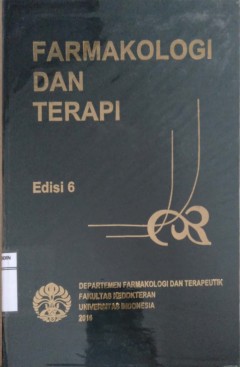 FARMAKOLOGI
DAN
TERAPI
Edisi 6
DEPARTEMEN FARMAKOLOGI DAN TERAPEUTIK
FAKULTAS KEDOKTERAN
UNIVERSITAS INDONESIA
2016